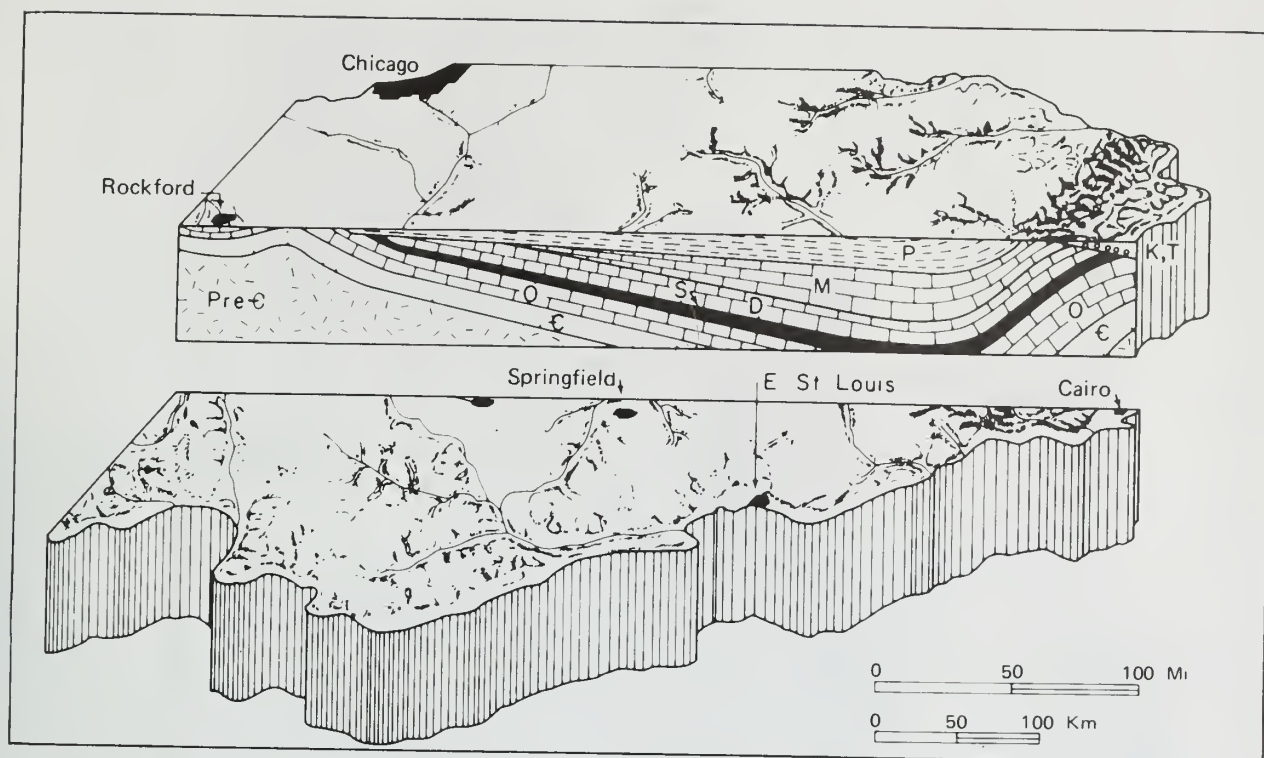 Chicago
Rockford
P
K,T
M
Pre-Є
O
S
D
O
Є
Є
Springfield
E St Louis
Cairo
0 50 100 Mi
0 50 100 Km